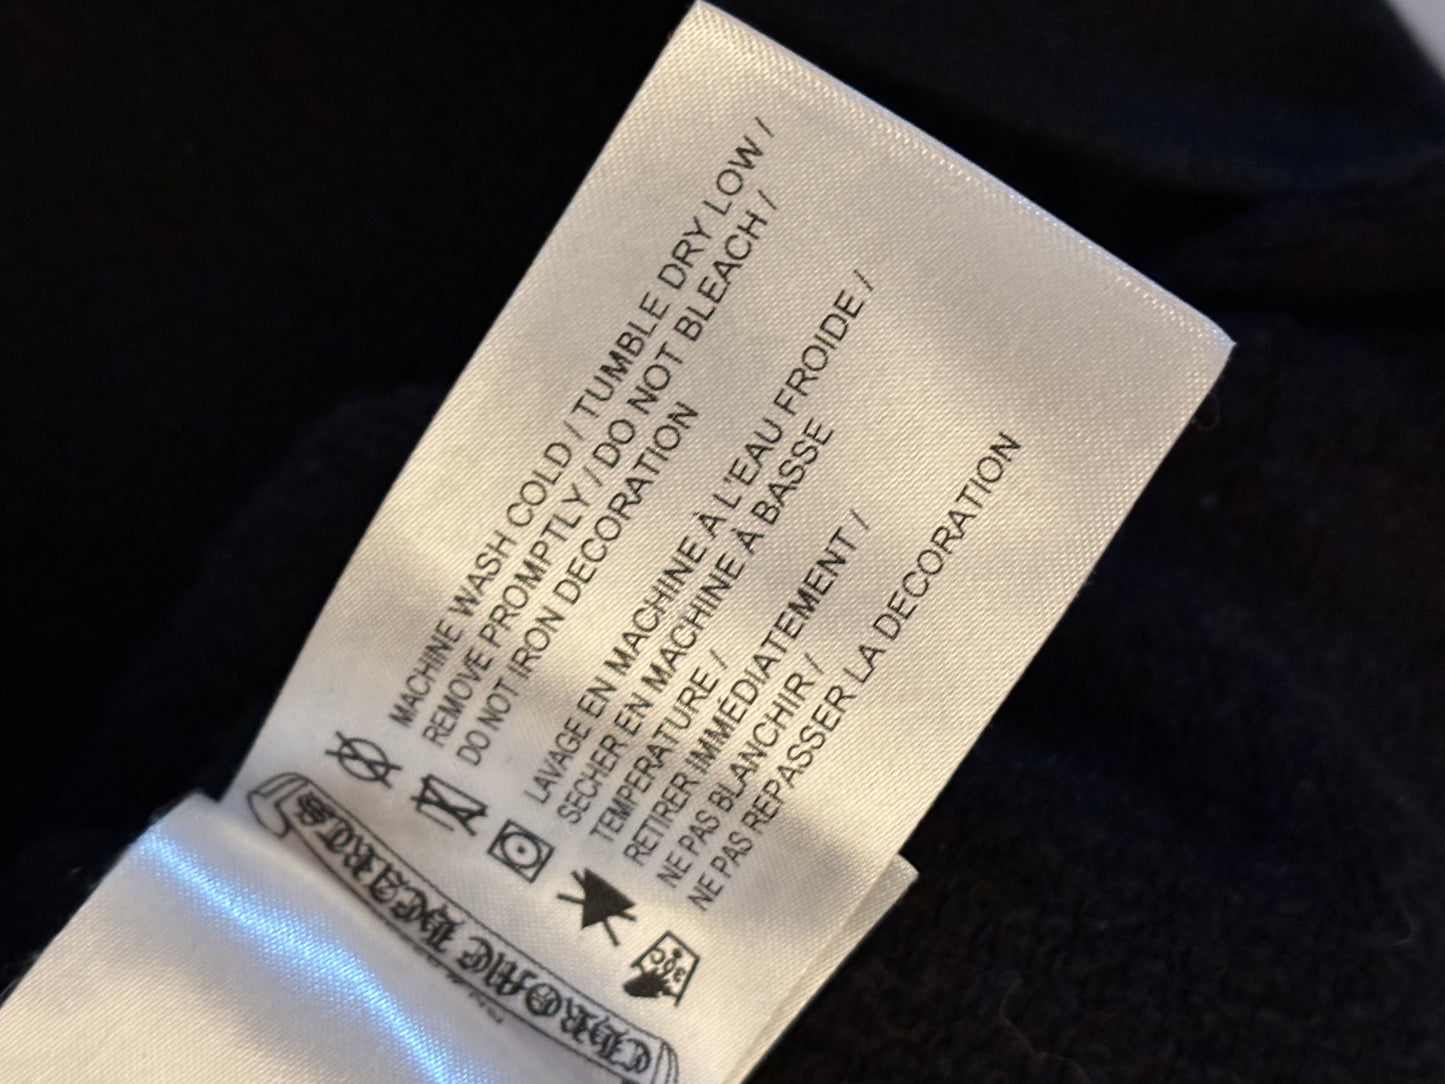 MACHINE WASH COLD / TUMBLE DRY LOW /
REMOVE PROMPTLY / DO NOT BLEACH /
DO NOT IRON DECORATION
LAVAGE EN MACHINE À L'EAU FROIDE /
SECHER EN MACHINE À BASSE
TEMPERATURE /
RETIRER IMMÉDIATEMENT /
NE PAS BLANCHIR /
NE PAS REPASSER LA DECORATION
30C
CHROME HEARTS